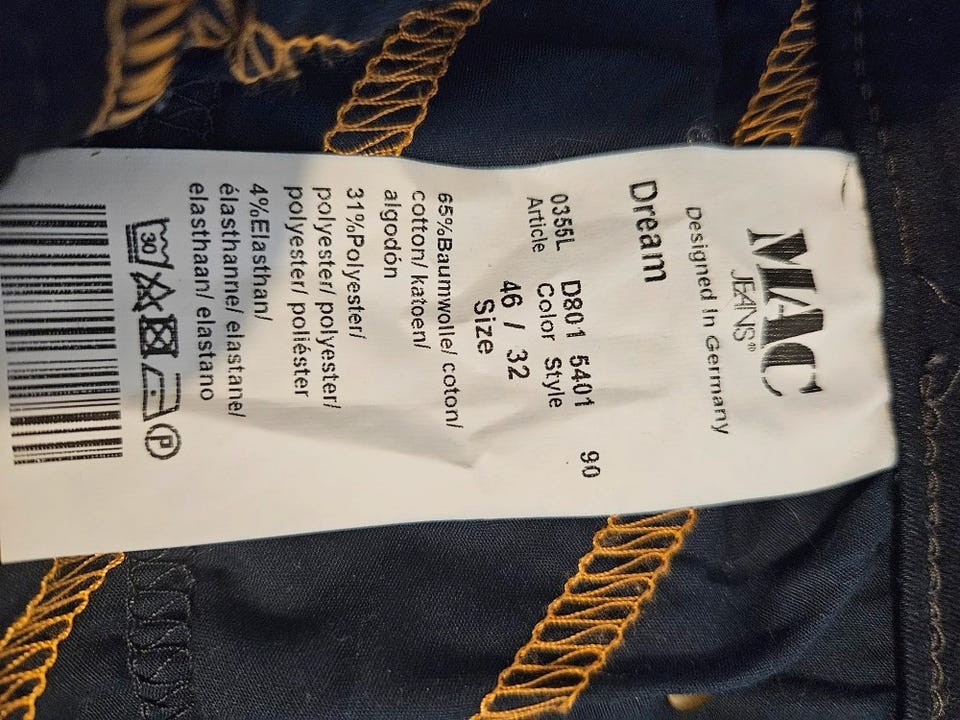 MAC
JEANS®
Designed in Germany
Dream
0355L D801 5401 90
Article Color Style
46 / 32
Size
65%Baumwolle/ coton/
cotton/ katoen/
algodón
31%Polyester/
polyester/ polyester/
polyester/ poliéster
4%Elasthan/
élasthanne/ elastane/
elasthaan/ elastano
30 P